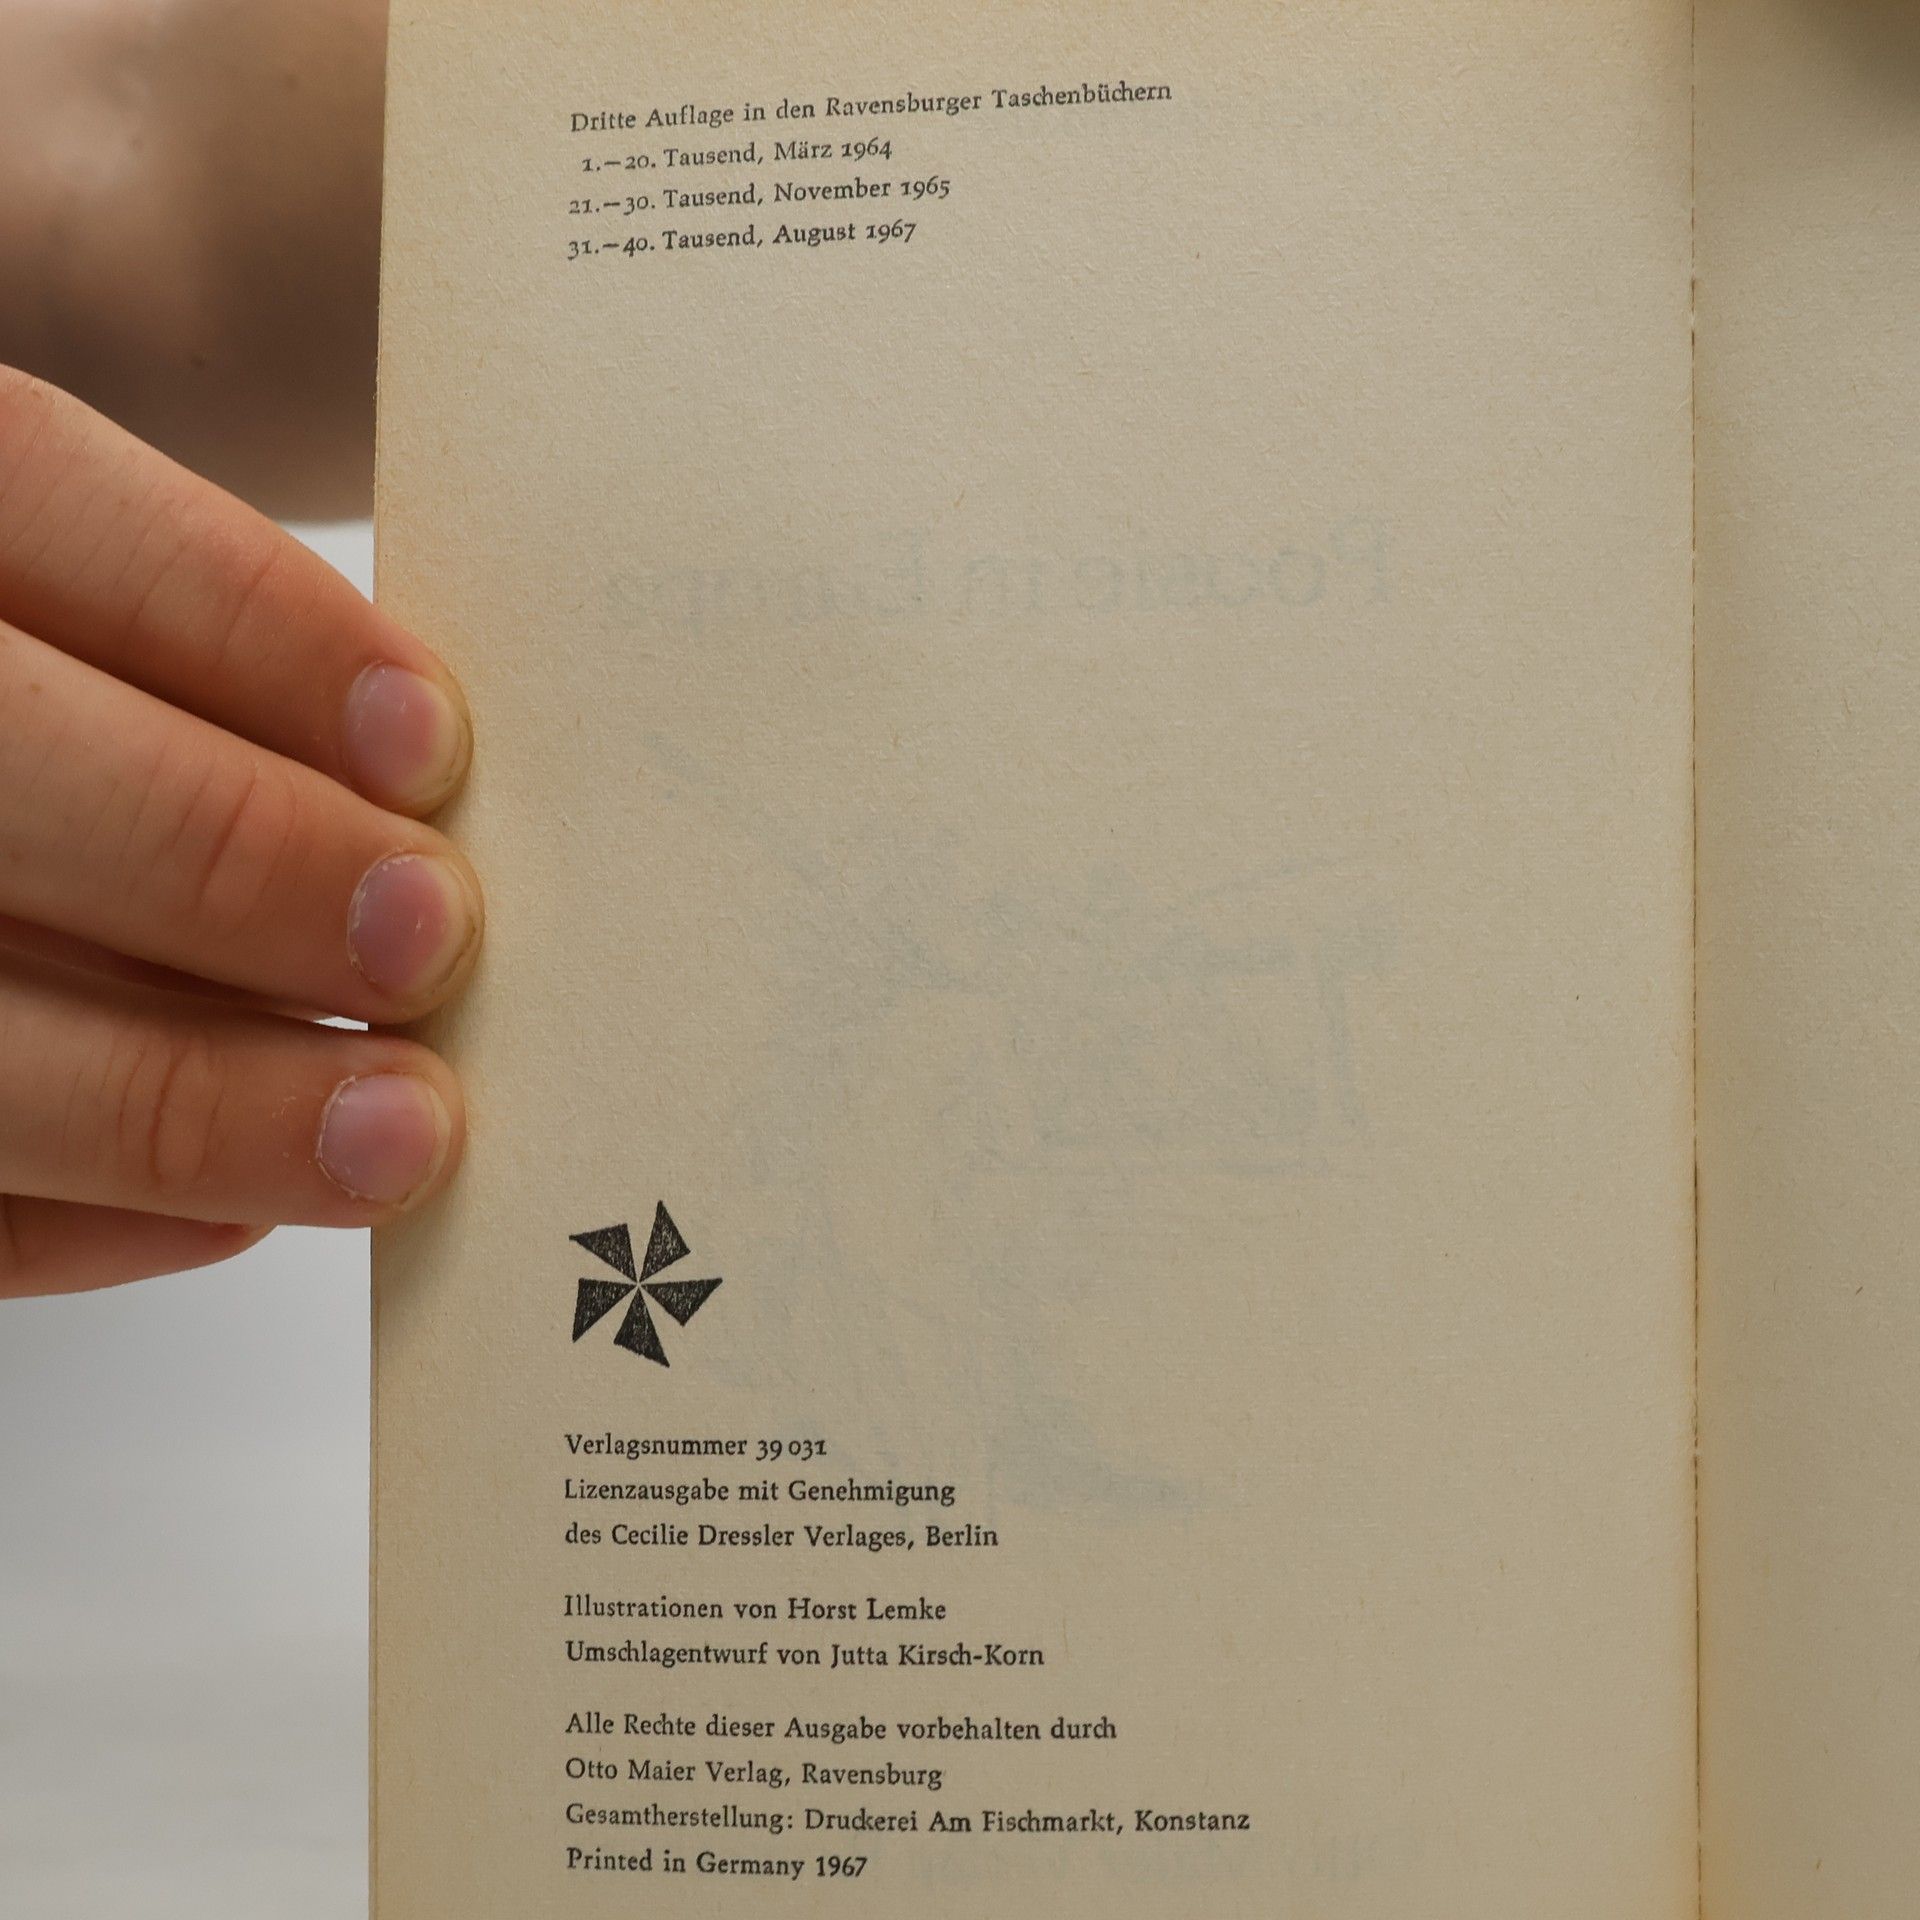 Dritte Auflage in den Ravensburger Taschenbüchern
1.—20. Tausend, März 1964
21.—30. Tausend, November 1965
31.—40. Tausend, August 1967
Verlagsnummer 39 031
Lizenzausgabe mit Genehmigung
des Cecilie Dressler Verlages, Berlin
Illustrationen von Horst Lemke
Umschlagentwurf von Jutta Kirsch-Korn
Alle Rechte dieser Ausgabe vorbehalten durch
Otto Maier Verlag, Ravensburg
Gesamtherstellung: Druckerei Am Fischmarkt, Konstanz
Printed in Germany 1967